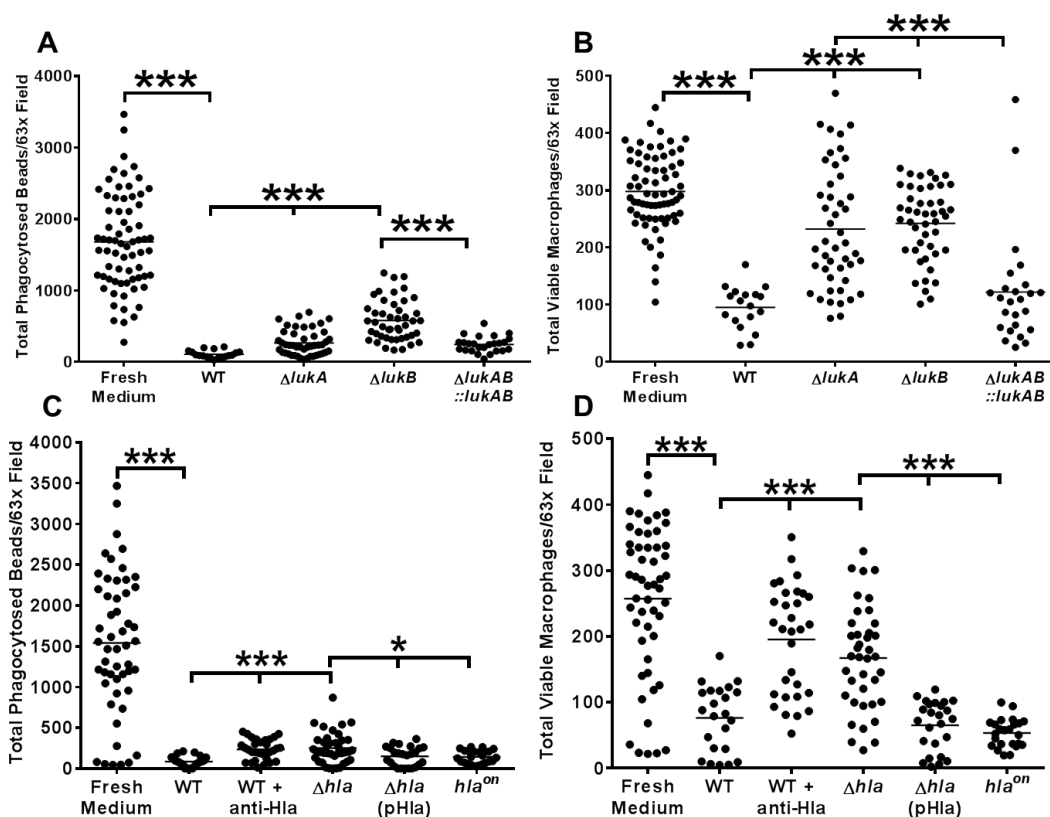 A
Total Phagocytosed Beads/63x Field
4000
3000
2000
1000
0
***
***
***
Fresh Medium
WT
ΔlukA
ΔlukB
ΔlukAB ::lukAB
B
Total Viable Macrophages/63x Field
500
400
300
200
100
0
***
***
***
Fresh Medium
WT
ΔlukA
ΔlukB
ΔlukAB ::lukAB
C
Total Phagocytosed Beads/63x Field
4000
3500
3000
2500
2000
1500
1000
500
0
***
***
*
Fresh Medium
WT
WT + anti-Hla
Δhla
Δhla (pHla)
hla^on
D
Total Viable Macrophages/63x Field
500
400
300
200
100
0
***
***
***
Fresh Medium
WT
WT + anti-Hla
Δhla
Δhla (pHla)
hla^on